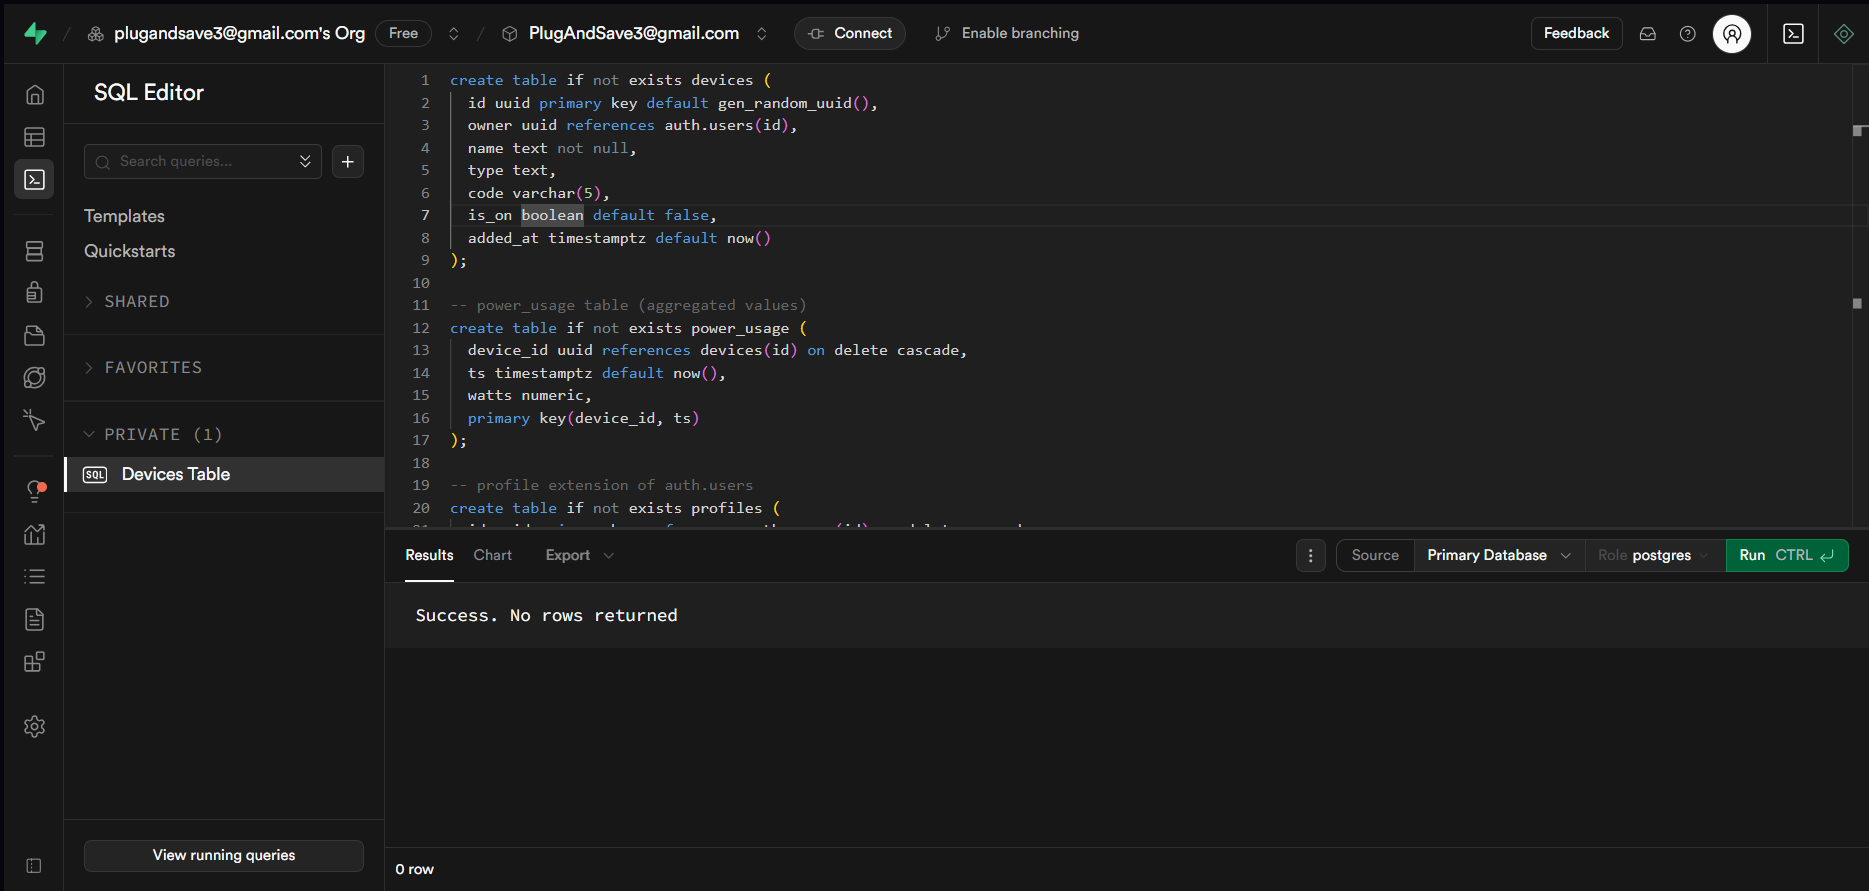 / plugandsave3@gmail.com's Org Free / PlugAndSave3@gmail.com Connect Enable branching Feedback
SQL Editor
Search queries...
Templates
Quickstarts
SHARED
FAVORITES
PRIVATE (1)
SQL Devices Table
View running queries
1 create table if not exists devices (
2 id uuid primary key default gen_random_uuid(),
3 owner uuid references auth.users(id),
4 name text not null,
5 type text,
6 code varchar(5),
7 is_on boolean default false,
8 added_at timestamptz default now()
9 );
10
11 -- power_usage table (aggregated values)
12 create table if not exists power_usage (
13 device_id uuid references devices(id) on delete cascade,
14 ts timestamptz default now(),
15 watts numeric,
16 primary key(device_id, ts)
17 );
18
19 -- profile extension of auth.users
20 create table if not exists profiles (
Results Chart Export Source Primary Database Role postgres Run CTRL
Success. No rows returned
0 row